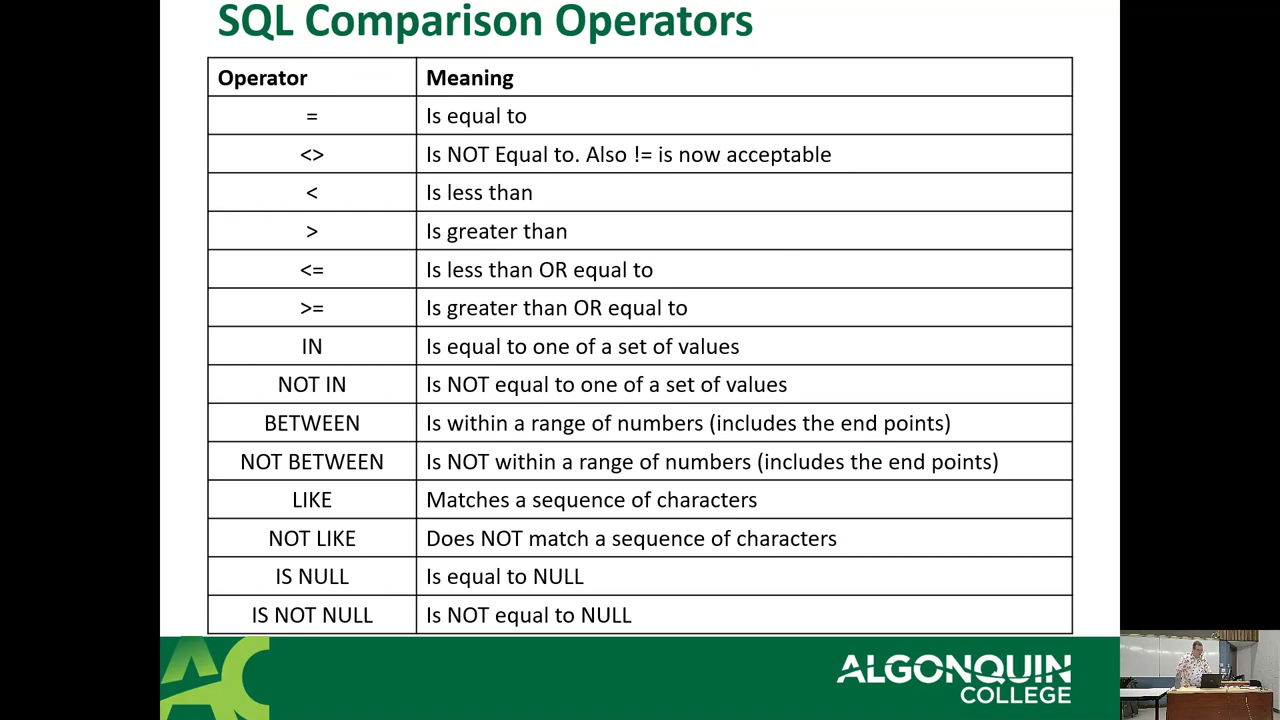 SQL Comparison Operators
Operator Meaning
= Is equal to
<> Is NOT Equal to. Also != is now acceptable
< Is less than
> Is greater than
<= Is less than OR equal to
>= Is greater than OR equal to
IN Is equal to one of a set of values
NOT IN Is NOT equal to one of a set of values
BETWEEN Is within a range of numbers (includes the end points)
NOT BETWEEN Is NOT within a range of numbers (includes the end points)
LIKE Matches a sequence of characters
NOT LIKE Does NOT match a sequence of characters
IS NULL Is equal to NULL
IS NOT NULL Is NOT equal to NULL
AC
ALGONQUIN
COLLEGE